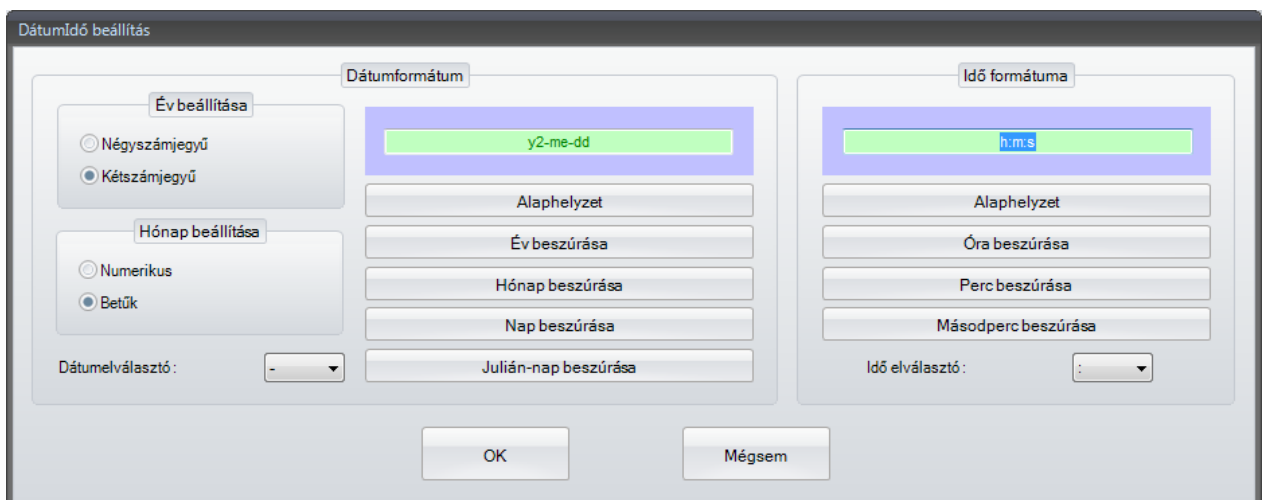 DátumIdő beállítás
Dátumformátum
Év beállítása
Négyszámjegyű
Kétszámjegyű
Hónap beállítása
Numerikus
Betűk
Dátumelválasztó :
-
y2-me-dd
Alaphelyzet
Év beszúrása
Hónap beszúrása
Nap beszúrása
Julián-nap beszúrása
Idő formátuma
h:m:s
Alaphelyzet
Óra beszúrása
Perc beszúrása
Másodperc beszúrása
Idő elválasztó :
:
OK
Mégsem